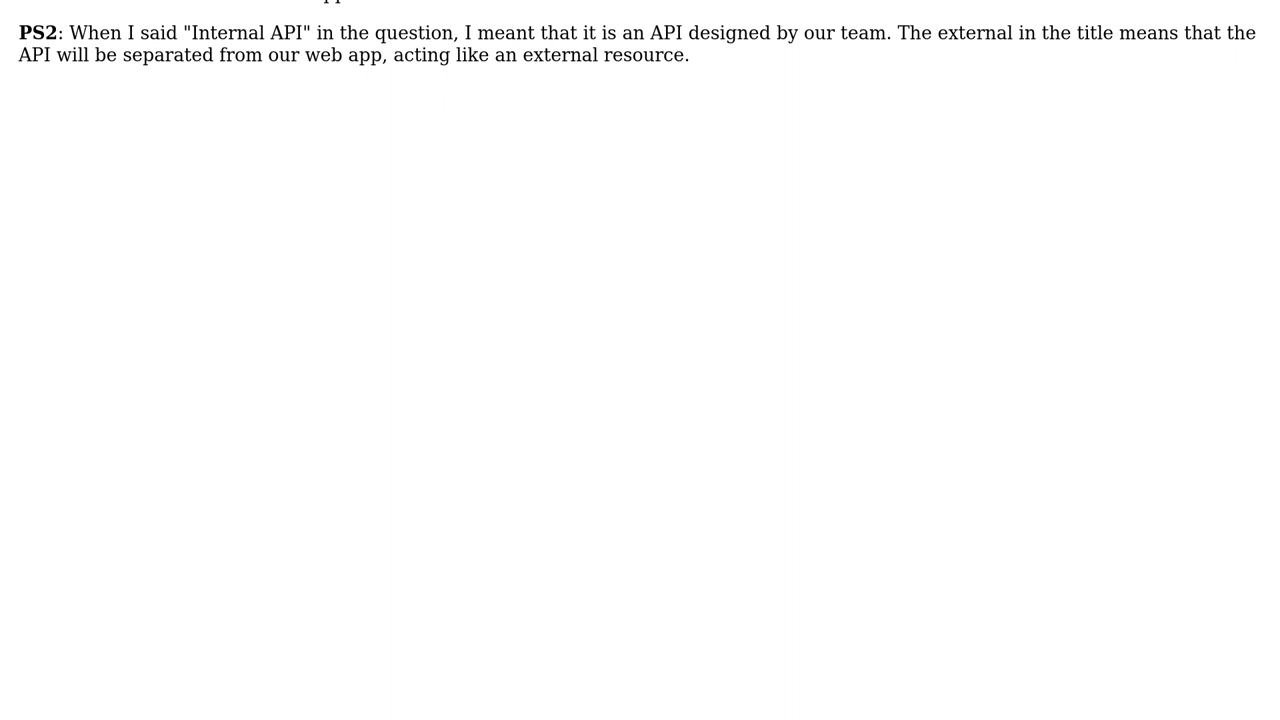 PS2: When I said "Internal API" in the question, I meant that it is an API designed by our team. The external in the title means that the
API will be separated from our web app, acting like an external resource.